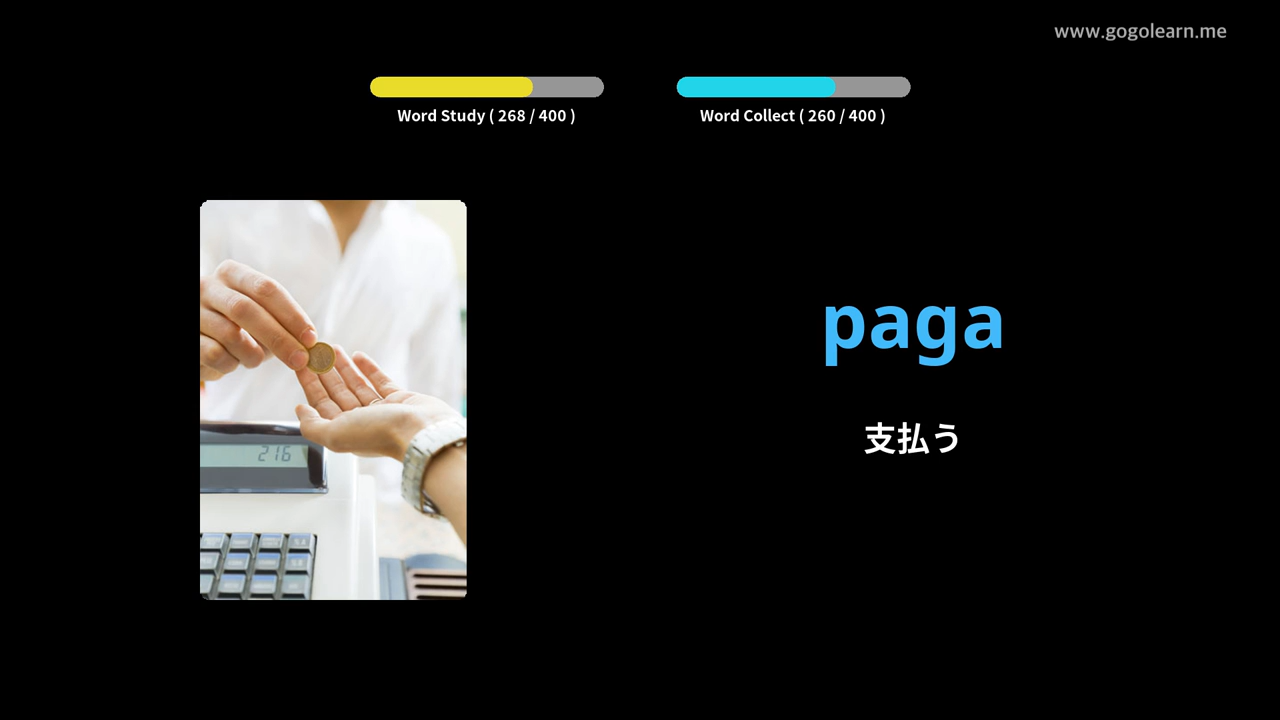 www.gogolearn.me
Word Study ( 268 / 400 )
Word Collect ( 260 / 400 )
216
paga
支払う